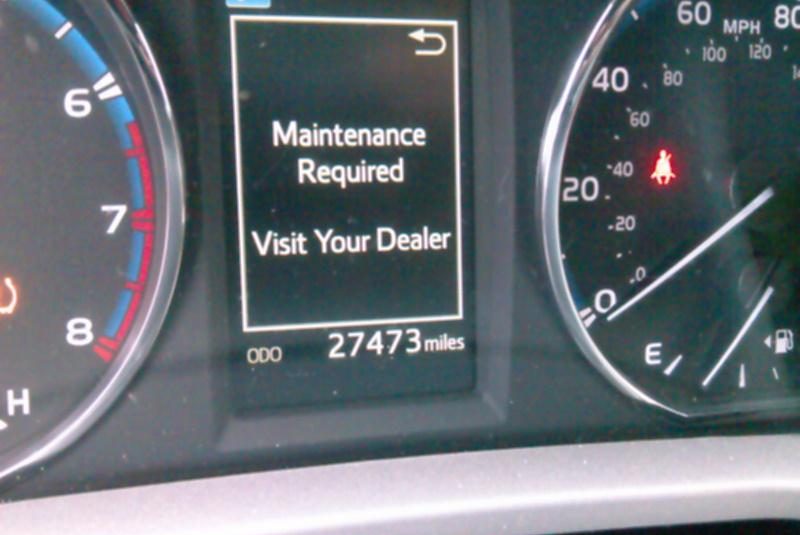 6
7
8
H
Maintenance
Required
Visit Your Dealer
ODO 27473 miles
60 MPH 80
100 120
40 80
60
20 40
20
0
0
E